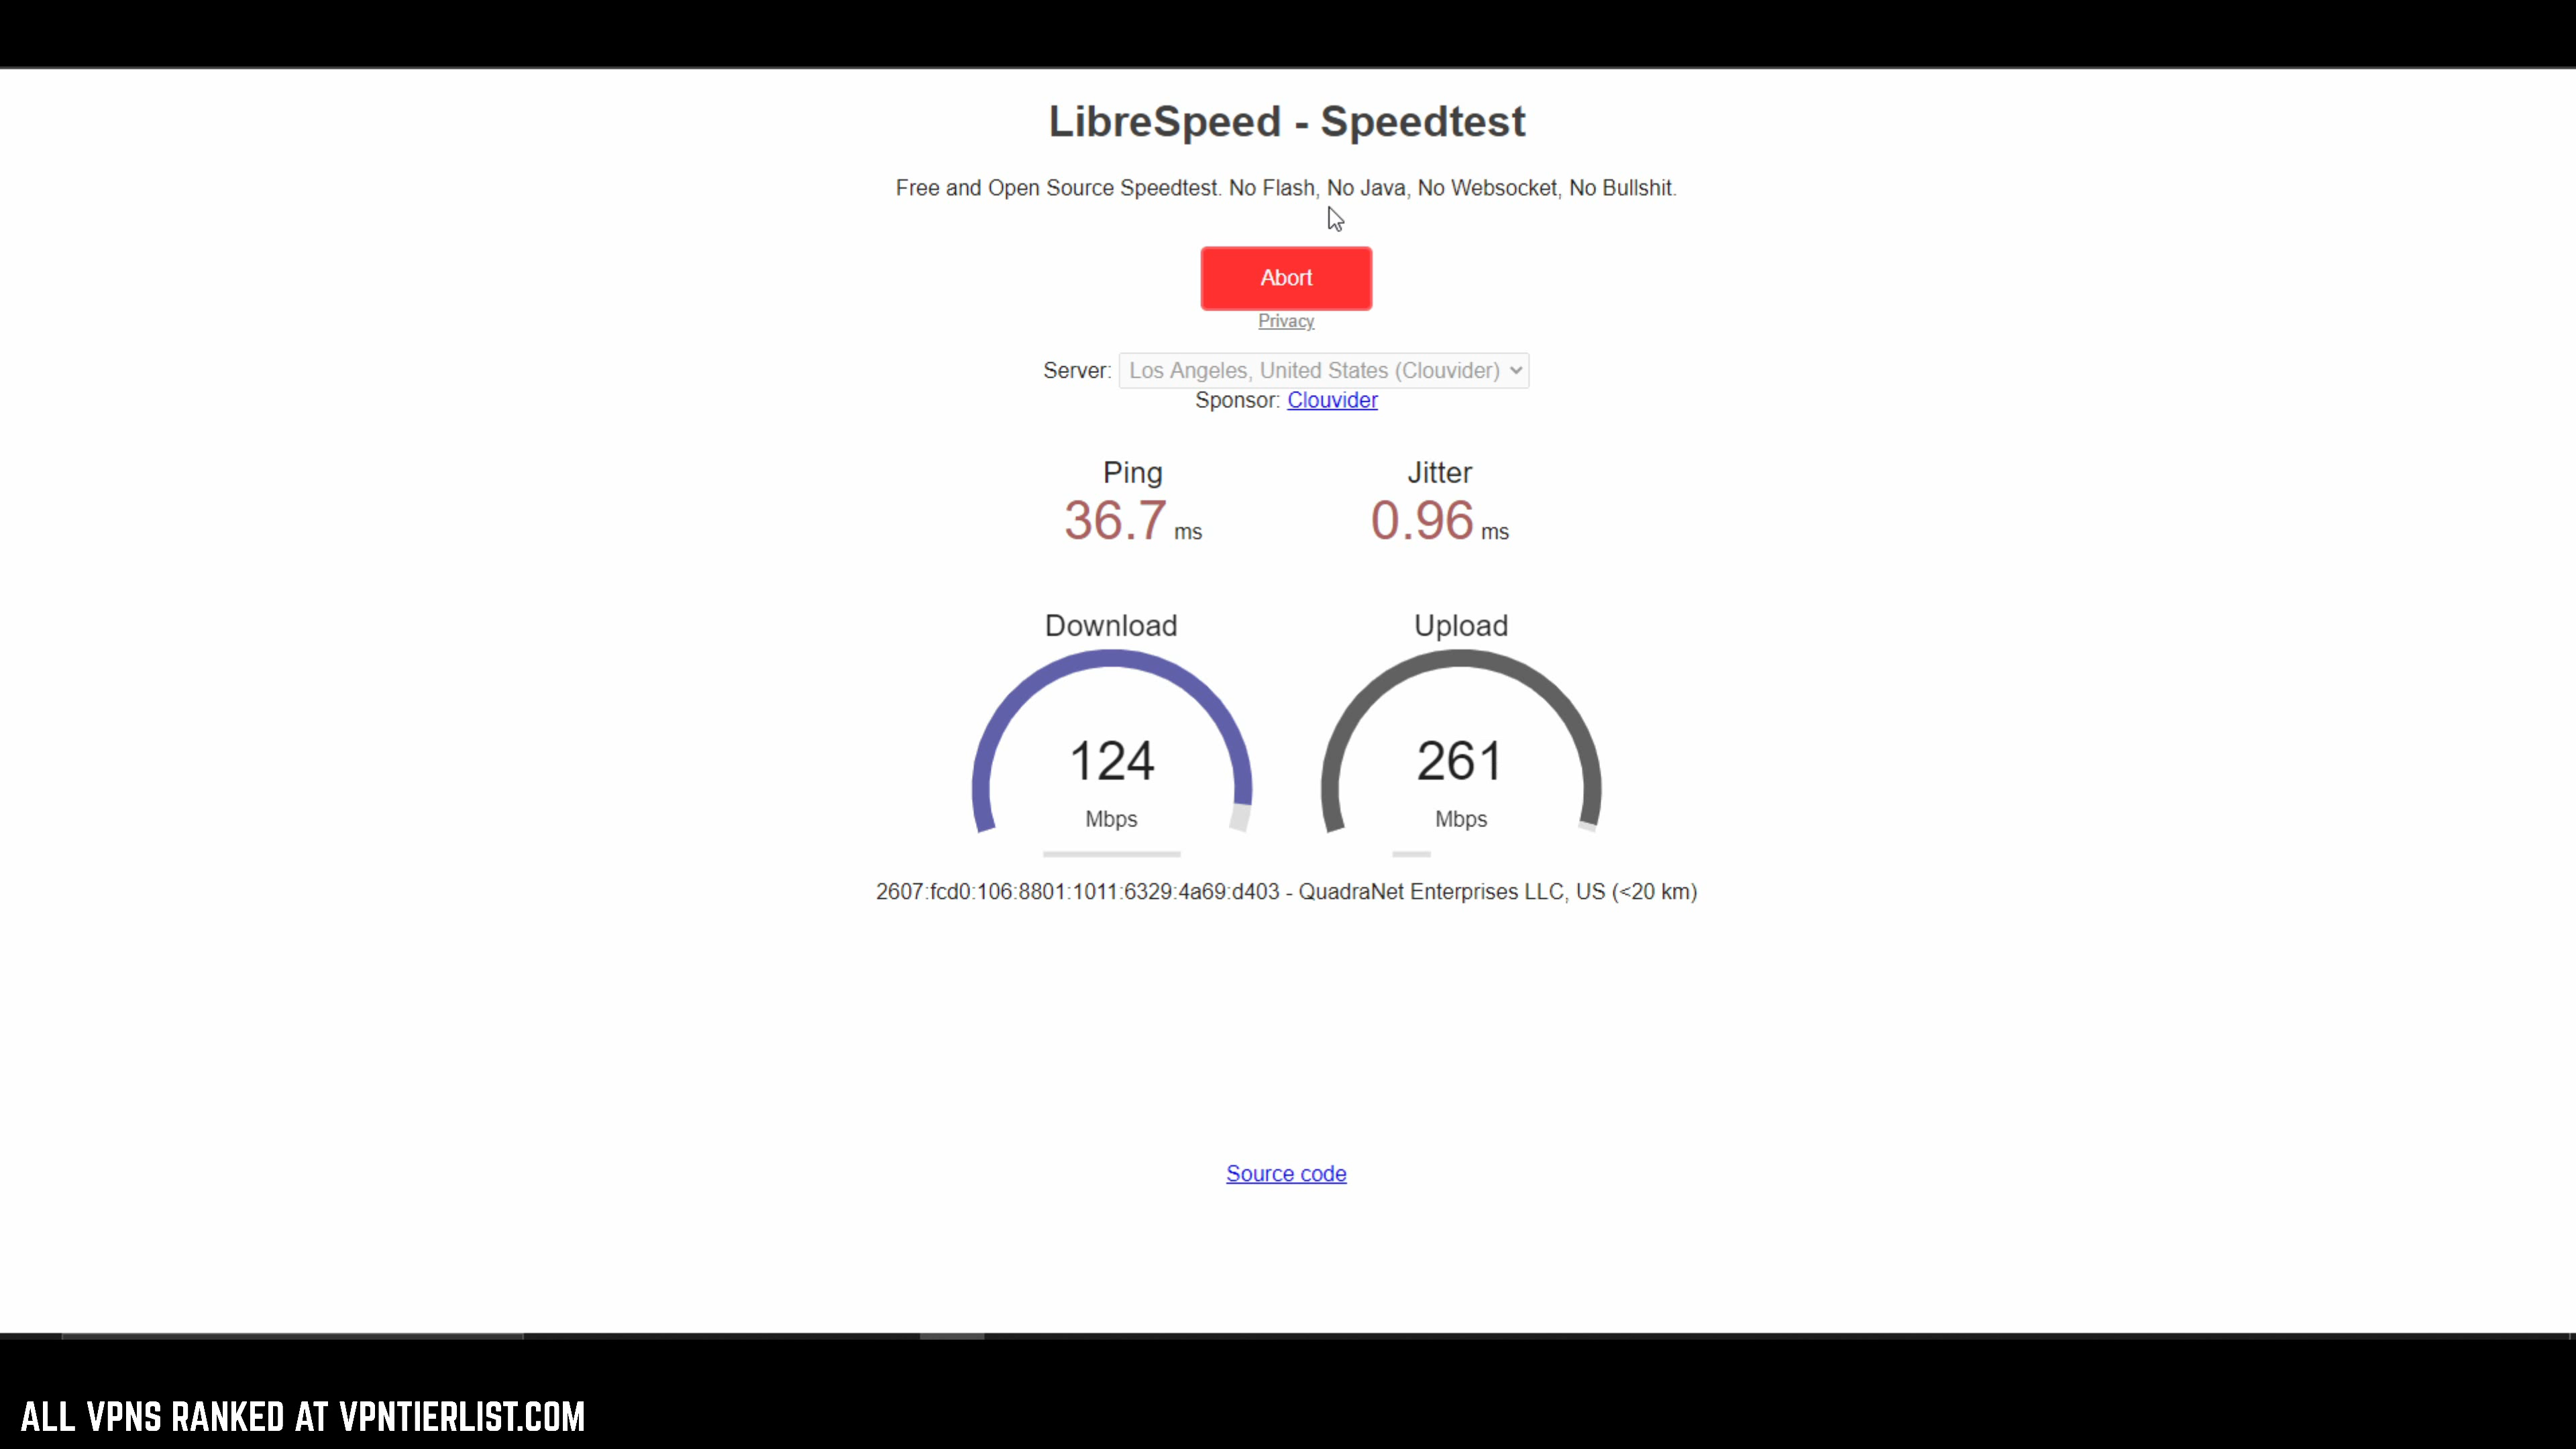 LibreSpeed - Speedtest
Free and Open Source Speedtest. No Flash, No Java, No Websocket, No Bullshit.
Abort
Privacy
Server: Los Angeles, United States (Clouvider)
Sponsor: Clouvider
Ping Jitter
36.7 ms 0.96 ms
Download Upload
124 261
Mbps Mbps
2607:fcd0:106:8801:1011:6329:4a69:d403 - QuadraNet Enterprises LLC, US (<20 km)
Source code
ALL VPNS RANKED AT VPNTIERLIST.COM